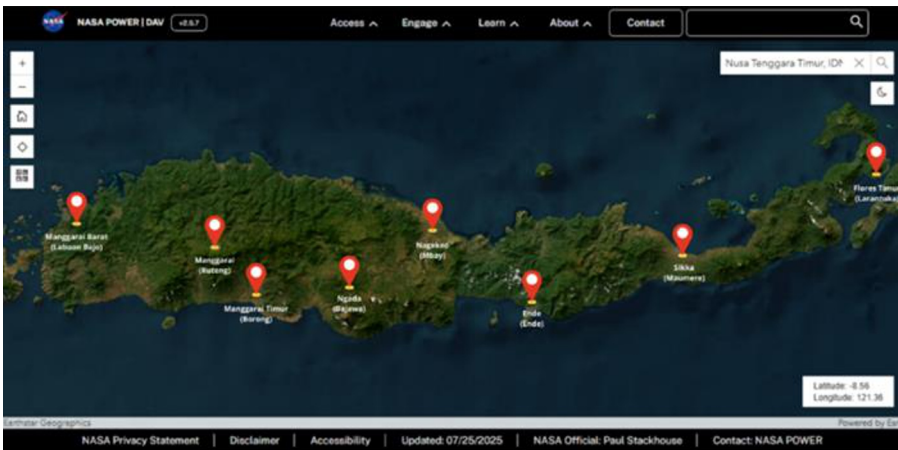 NASA
NASA POWER | DAV v2.5.7 Access Engage Learn About Contact
Nusa Tenggara Timur, IDN
Flores Timur
(Larantuka)
Manggarai Barat
(Labuan Bajo)
Manggarai
(Ruteng)
Nagekeo
(Mbay)
Sikka
(Maumere)
Manggarai Timur
(Borong)
Ngada
(Bajawa)
Ende
(Ende)
Latitude: -8.56
Longitude: 121.36
Earthstar Geographics Powered by Esri
NASA Privacy Statement | Disclaimer | Accessibility | Updated: 07/25/2025 | NASA Official: Paul Stackhouse | Contact: NASA POWER